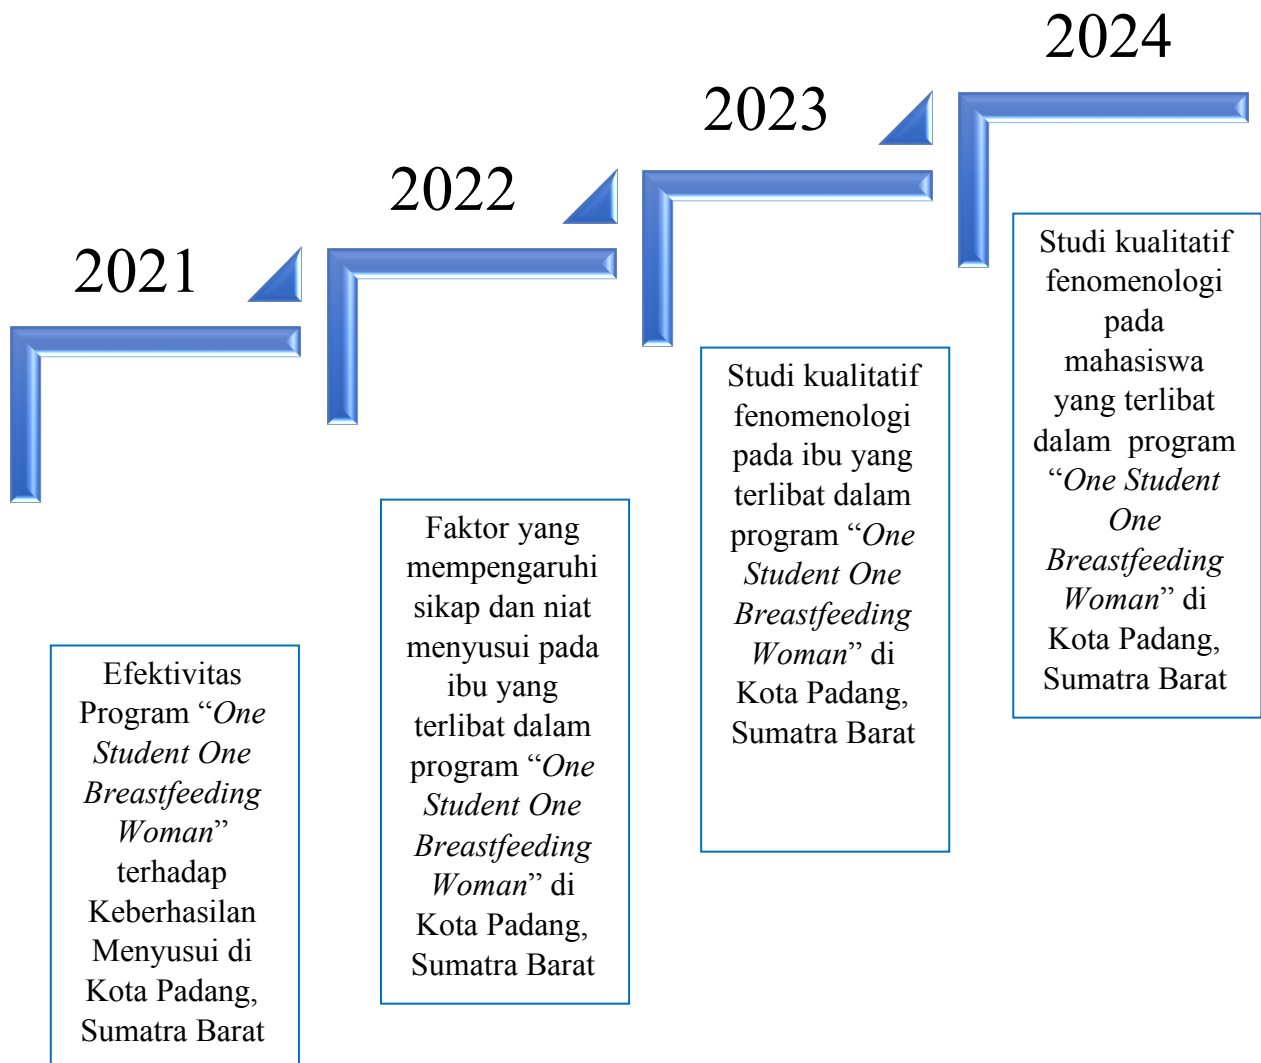 2021
Efektivitas
Program “One
Student One
Breastfeeding
Woman”
terhadap
Keberhasilan
Menyusui di
Kota Padang,
Sumatra Barat
2022
Faktor yang
mempengaruhi
sikap dan niat
menyusui pada
ibu yang
terlibat dalam
program “One
Student One
Breastfeeding
Woman” di
Kota Padang,
Sumatra Barat
2023
Studi kualitatif
fenomenologi
pada ibu yang
terlibat dalam
program “One
Student One
Breastfeeding
Woman” di
Kota Padang,
Sumatra Barat
2024
Studi kualitatif
fenomenologi
pada
mahasiswa
yang terlibat
dalam program
“One Student
One
Breastfeeding
Woman” di
Kota Padang,
Sumatra Barat